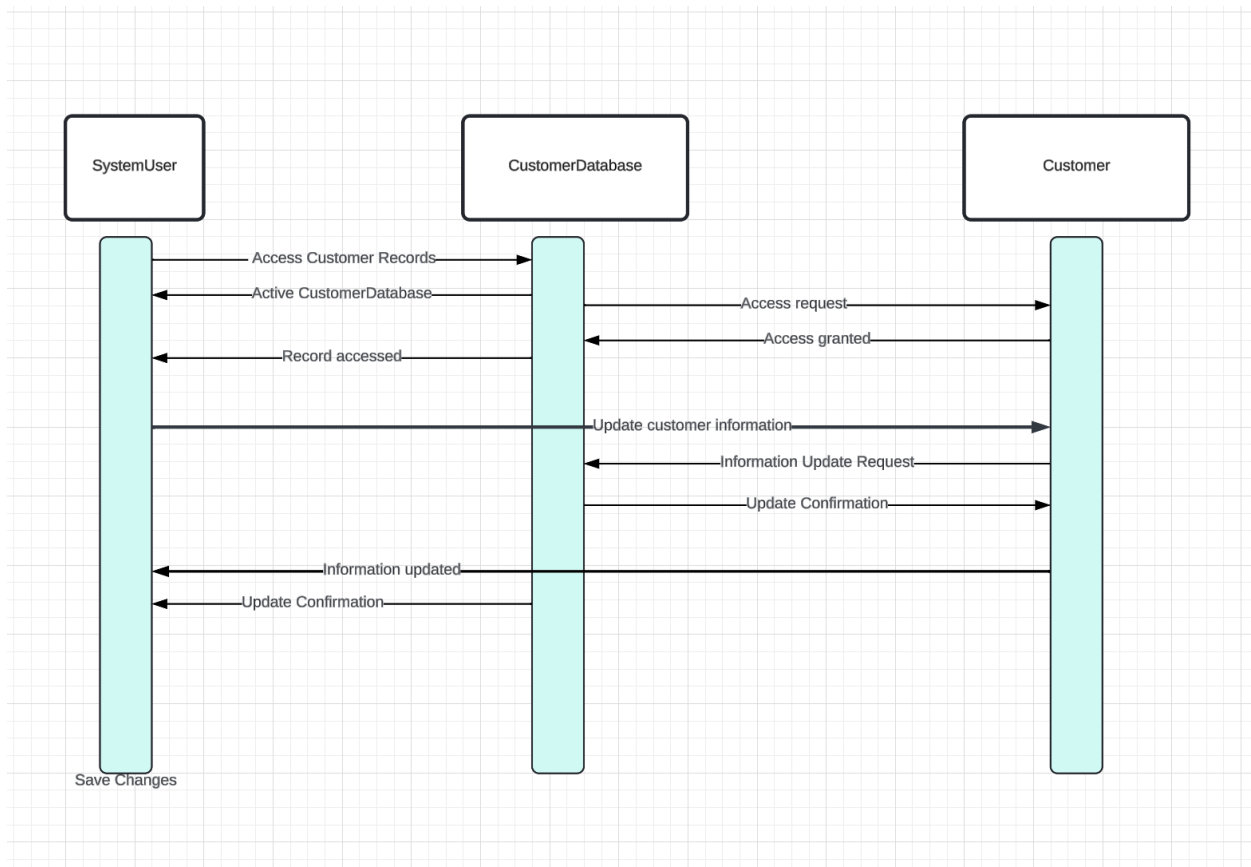 SystemUser
CustomerDatabase
Customer
Access Customer Records
Active CustomerDatabase
Access request
Access granted
Record accessed
Update customer information
Information Update Request
Update Confirmation
Information updated
Update Confirmation
Save Changes